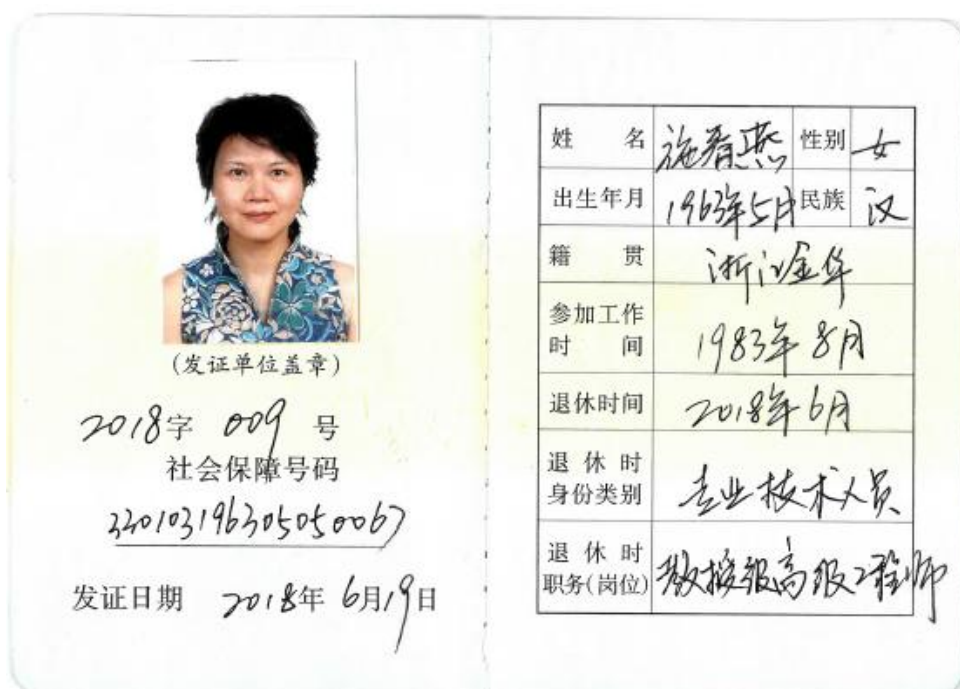 (发证单位盖章)
2018字 009 号
社会保障号码
330103196305050067
发证日期 2018年 6月19日
姓 名 施春燕 性别 女
出生年月 1963年5月 民族 汉
籍 贯 浙江金华
参加工作
时 间 1983年8月
退休时间 2018年6月
退休时
身份类别 专业技术人员
退休时
职务(岗位) 教授级高级工程师